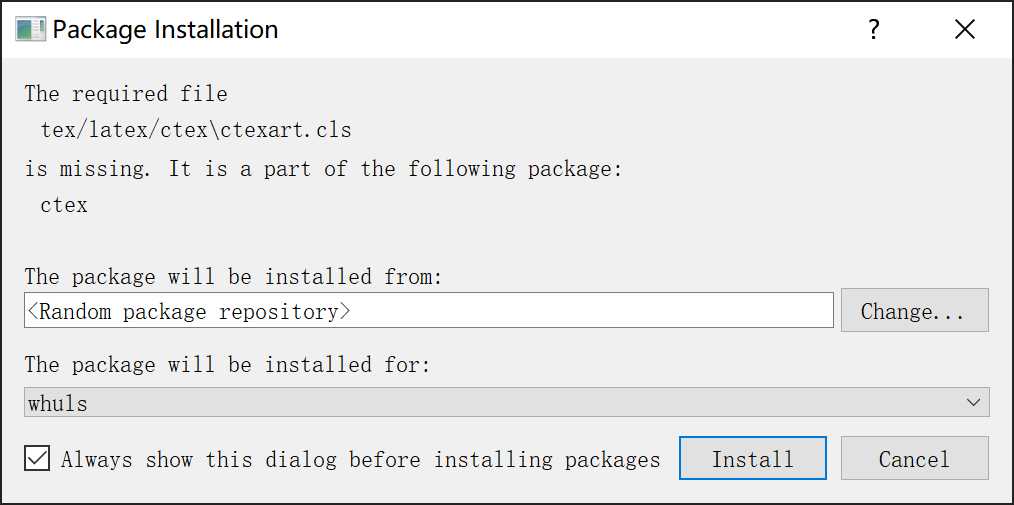 Package Installation
?
The required file
tex/latex/ctex\ctexart.cls
is missing. It is a part of the following package:
ctex
The package will be installed from:
<Random package repository>
Change...
The package will be installed for:
whuls
Always show this dialog before installing packages
Install
Cancel